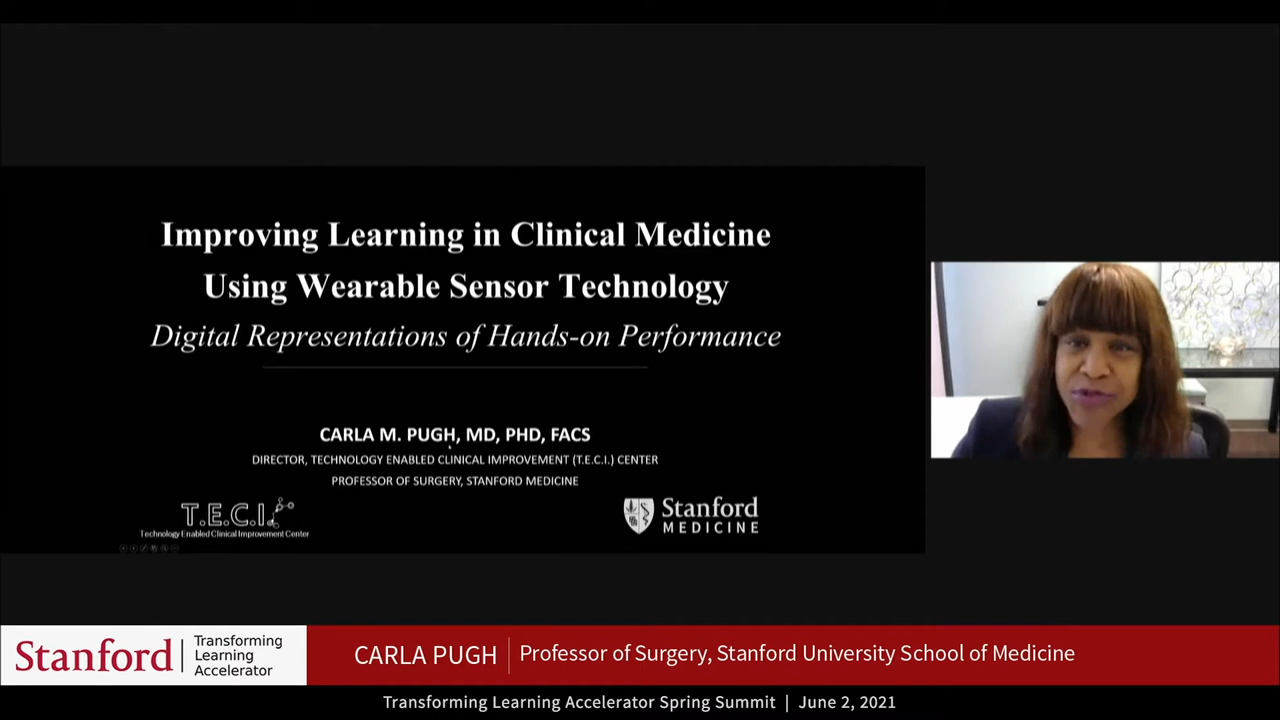 Improving Learning in Clinical Medicine
Using Wearable Sensor Technology
Digital Representations of Hands-on Performance
CARLA M. PUGH, MD, PHD, FACS
DIRECTOR, TECHNOLOGY ENABLED CLINICAL IMPROVEMENT (T.E.C.I.) CENTER
PROFESSOR OF SURGERY, STANFORD MEDICINE
T.E.C.I.
Technology Enabled Clinical Improvement Center
Stanford
MEDICINE
Stanford
Transforming
Learning
Accelerator
CARLA PUGH
Professor of Surgery, Stanford University School of Medicine
Transforming Learning Accelerator Spring Summit | June 2, 2021